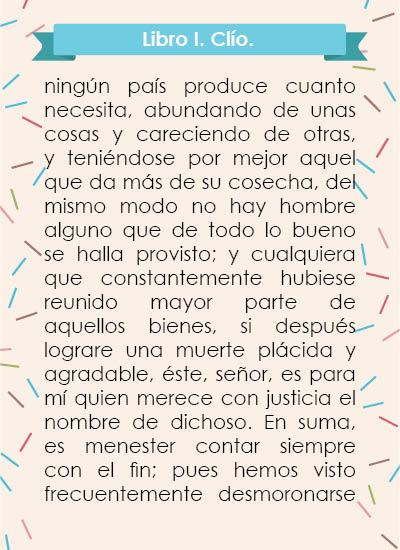 Libro I. Clío.
ningún país produce cuanto
necesita, abundando de unas
cosas y careciendo de otras,
y teniéndose por mejor aquel
que da más de su cosecha, del
mismo modo no hay hombre
alguno que de todo lo bueno
se halla provisto; y cualquiera
que constantemente hubiese
reunido mayor parte de
aquellos bienes, si después
lograre una muerte plácida y
agradable, éste, señor, es para
mí quien merece con justicia el
nombre de dichoso. En suma,
es menester contar siempre
con el fin; pues hemos visto
frecuentemente desmoronarse